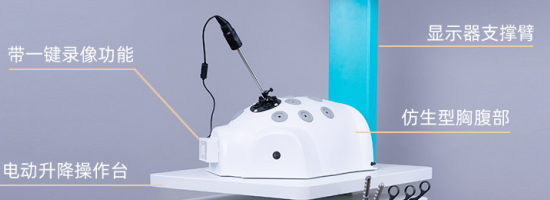 显示器支撑臂
带一键录像功能
仿生型胸腹部
电动升降操作台